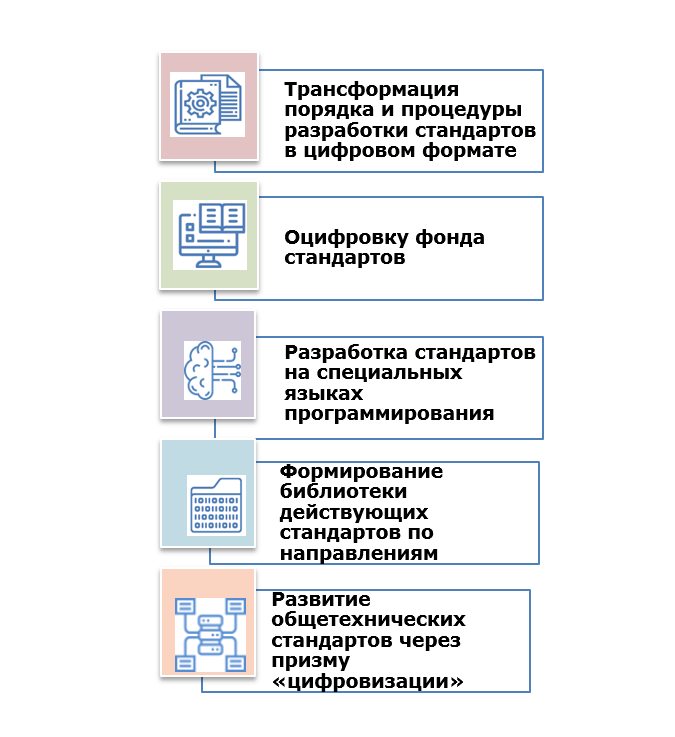 Трансформация
порядка и процедуры
разработки стандартов
в цифровом формате
Оцифровку фонда
стандартов
Разработка стандартов
на специальных
языках
программирования
Формирование
библиотеки
действующих
стандартов по
направлениям
Развитие
общетехнических
стандартов через
призму
«цифровизации»